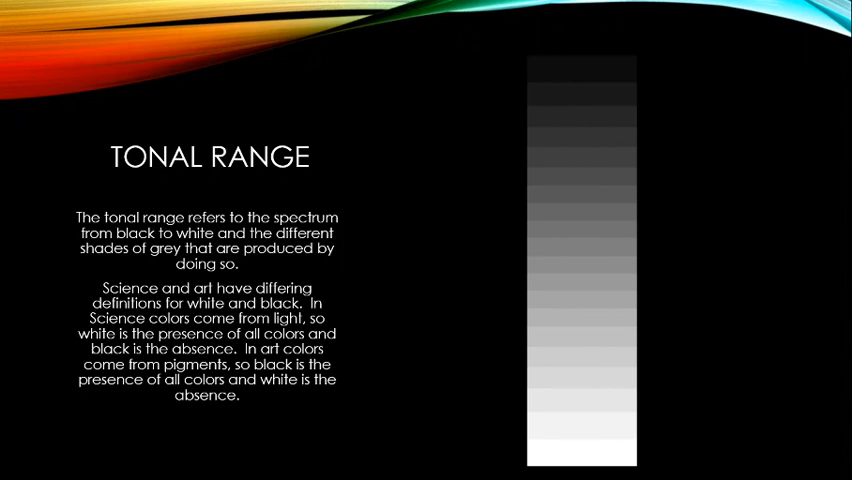 TONAL RANGE
The tonal range refers to the spectrum
from black to white and the different
shades of grey that are produced by
doing so.
Science and art have differing
definitions for white and black.  In
Science colors come from light, so
white is the presence of all colors and
black is the absence.  In art colors
come from pigments, so black is the
presence of all colors and white is the
absence.